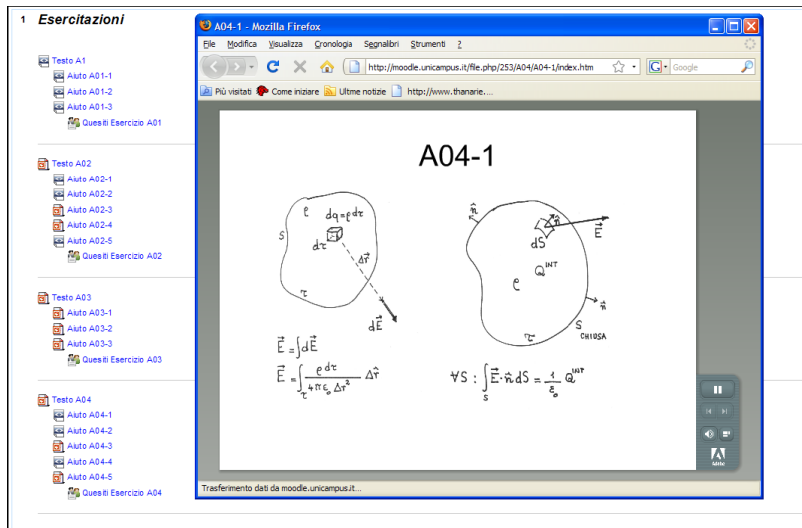 1 Esercitazioni
Testo A1
Aiuto A01-1
Aiuto A01-2
Aiuto A01-3
Quesiti Esercizio A01
Testo A02
Aiuto A02-1
Aiuto A02-2
Aiuto A02-3
Aiuto A02-4
Aiuto A02-5
Quesiti Esercizio A02
Testo A03
Aiuto A03-1
Aiuto A03-2
Aiuto A03-3
Quesiti Esercizio A03
Testo A04
Aiuto A04-1
Aiuto A04-2
Aiuto A04-3
Aiuto A04-4
Aiuto A04-5
Quesiti Esercizio A04
A04-1 - Mozilla Firefox
File Modifica Visualizza Cronologia Segnalibri Strumenti ?
http://moodle.unicampus.it/file.php/253/A04/A04-1/index.htm G Google
Più visitati Come iniziare Ultime notizie http://www.thanarie....
A04-1
ρ dq=ρdτ
S dτ
Δr⃗
τ
dE⃗
E⃗ = ∫dE⃗
E⃗ = ∫τ ρdτ / 4πε₀Δr² Δr̂
n̂ n̂
E⃗
dS
Q^INT
ρ
n̂
S
CHIUSA
τ
∀S : ∫S E⃗·n̂ dS = 1/ε₀ Q^INT
Adobe
Trasferimento dati da moodle.unicampus.it...